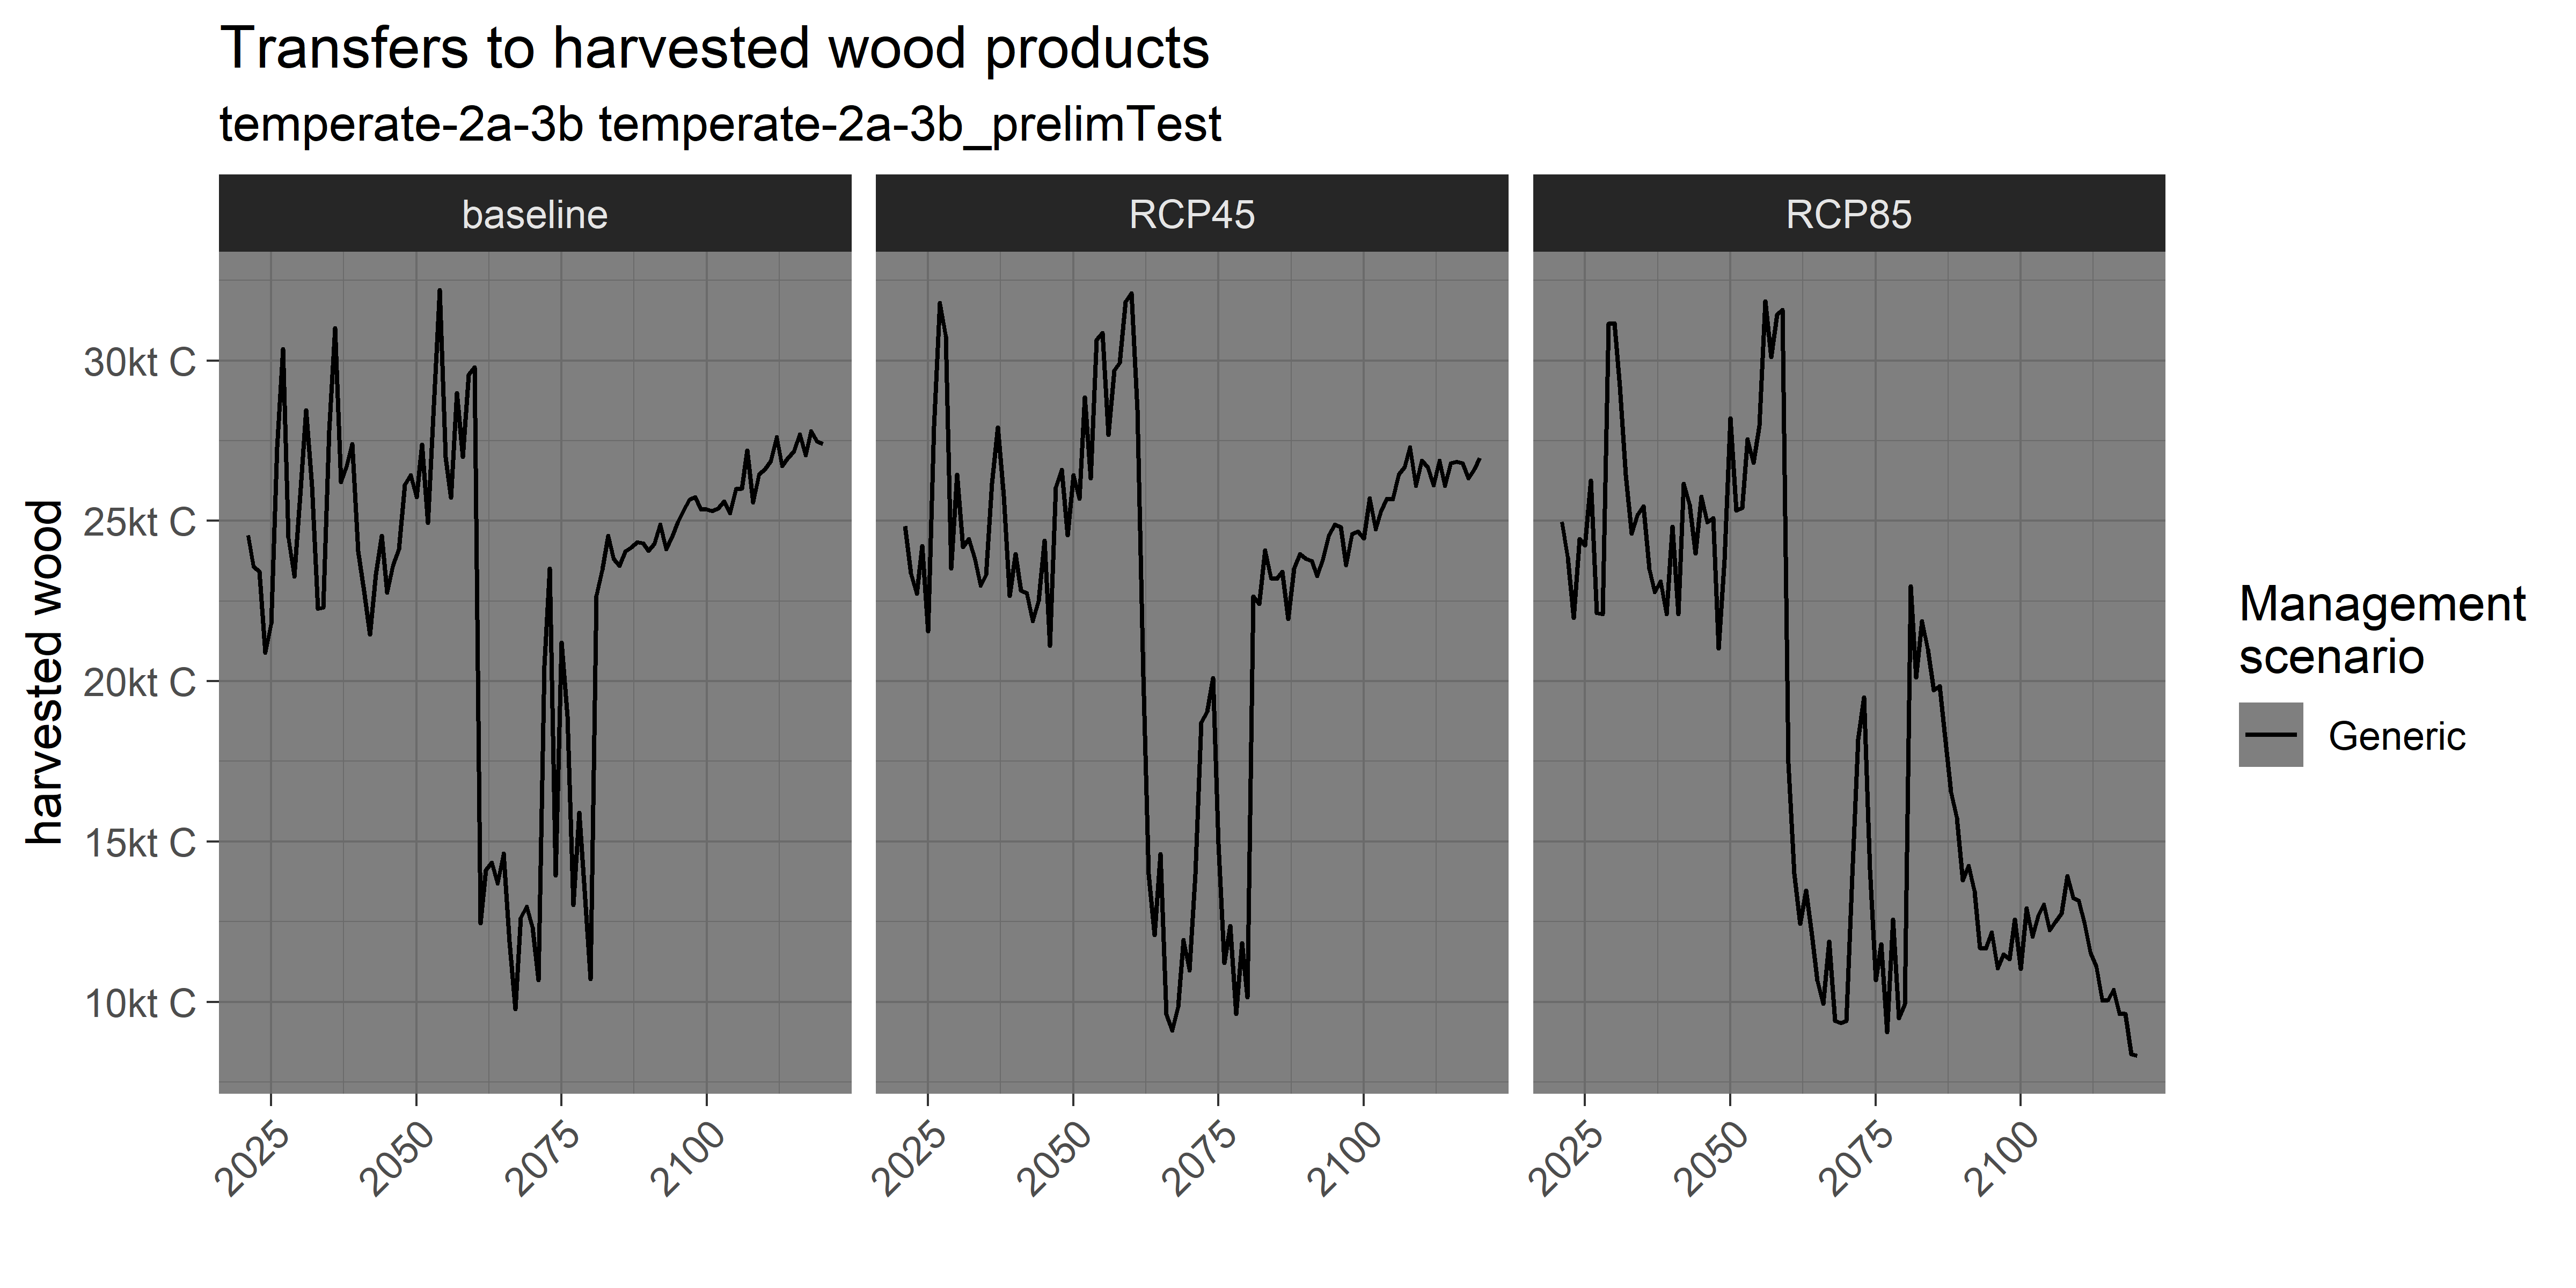 Transfers to harvested wood products
temperate-2a-3b temperate-2a-3b_prelimTest
baseline
RCP45
RCP85
harvested wood
30kt C
25kt C
20kt C
15kt C
10kt C
2025
2050
2075
2100
2025
2050
2075
2100
2025
2050
2075
2100
Management
scenario
Generic